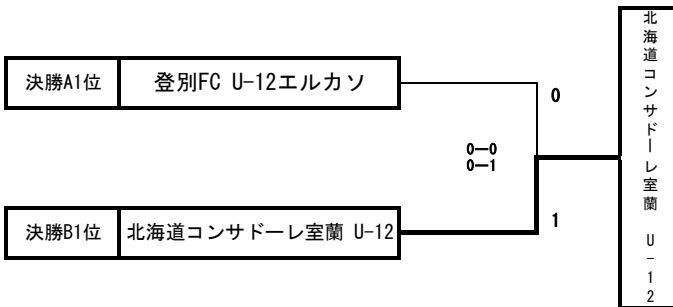 決勝A1位 登別FC U-12エルカソ
0
0ー0
0ー1
決勝B1位 北海道コンサドーレ室蘭 U-12
1
北海道コンサドーレ室蘭 U-12